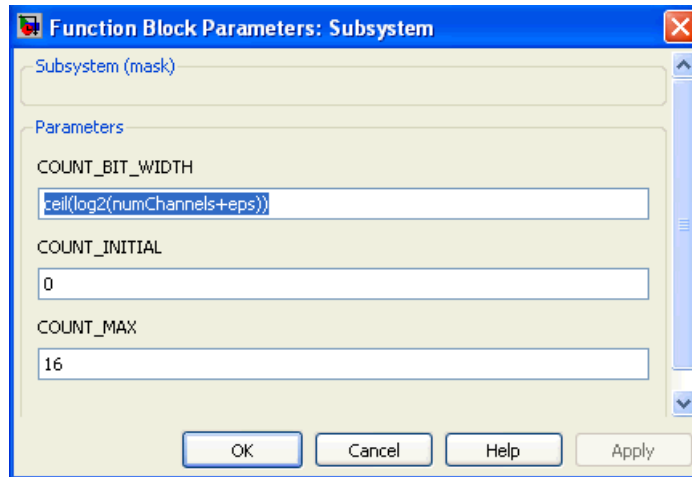 Function Block Parameters: Subsystem
Subsystem (mask)
Parameters
COUNT_BIT_WIDTH
ceil(log2(numChannels+eps))
COUNT_INITIAL
0
COUNT_MAX
16
OK Cancel Help Apply